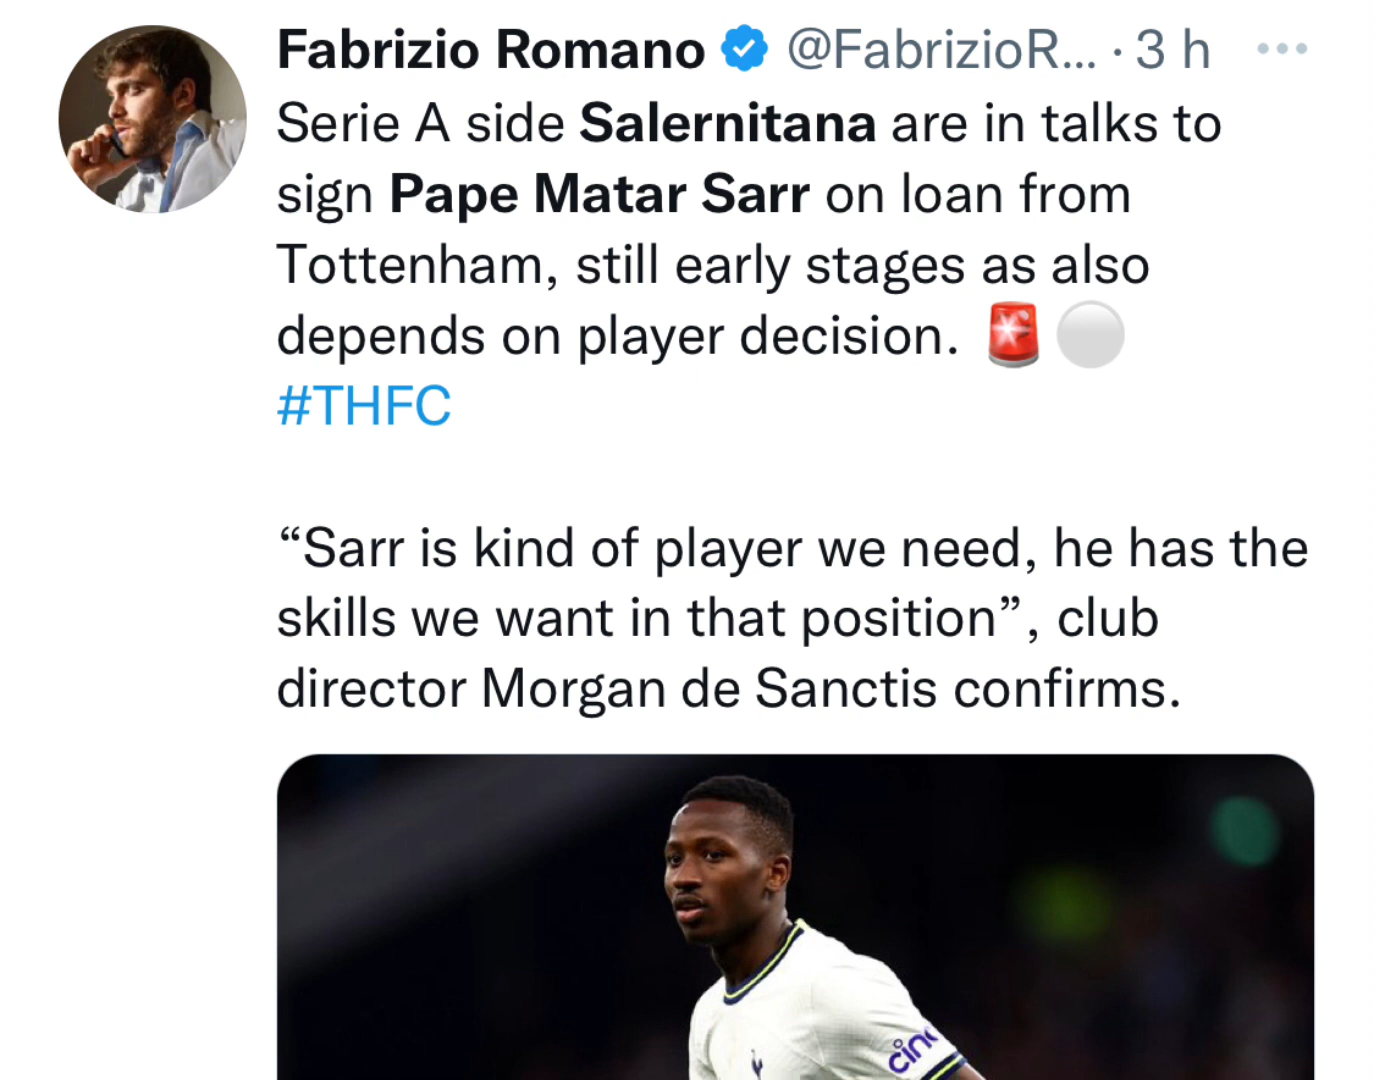 Fabrizio Romano @FabrizioR... · 3 h
Serie A side Salernitana are in talks to
sign Pape Matar Sarr on loan from
Tottenham, still early stages as also
depends on player decision. 🚨⚪
#THFC
“Sarr is kind of player we need, he has the
skills we want in that position”, club
director Morgan de Sanctis confirms.